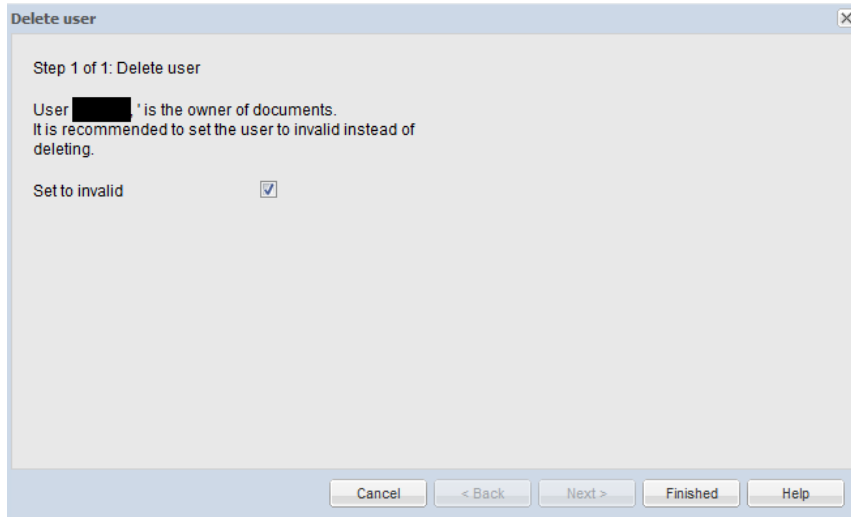 Delete user
Step 1 of 1: Delete user
User , ' is the owner of documents.
It is recommended to set the user to invalid instead of
deleting.
Set to invalid
Cancel
< Back
Next >
Finished
Help